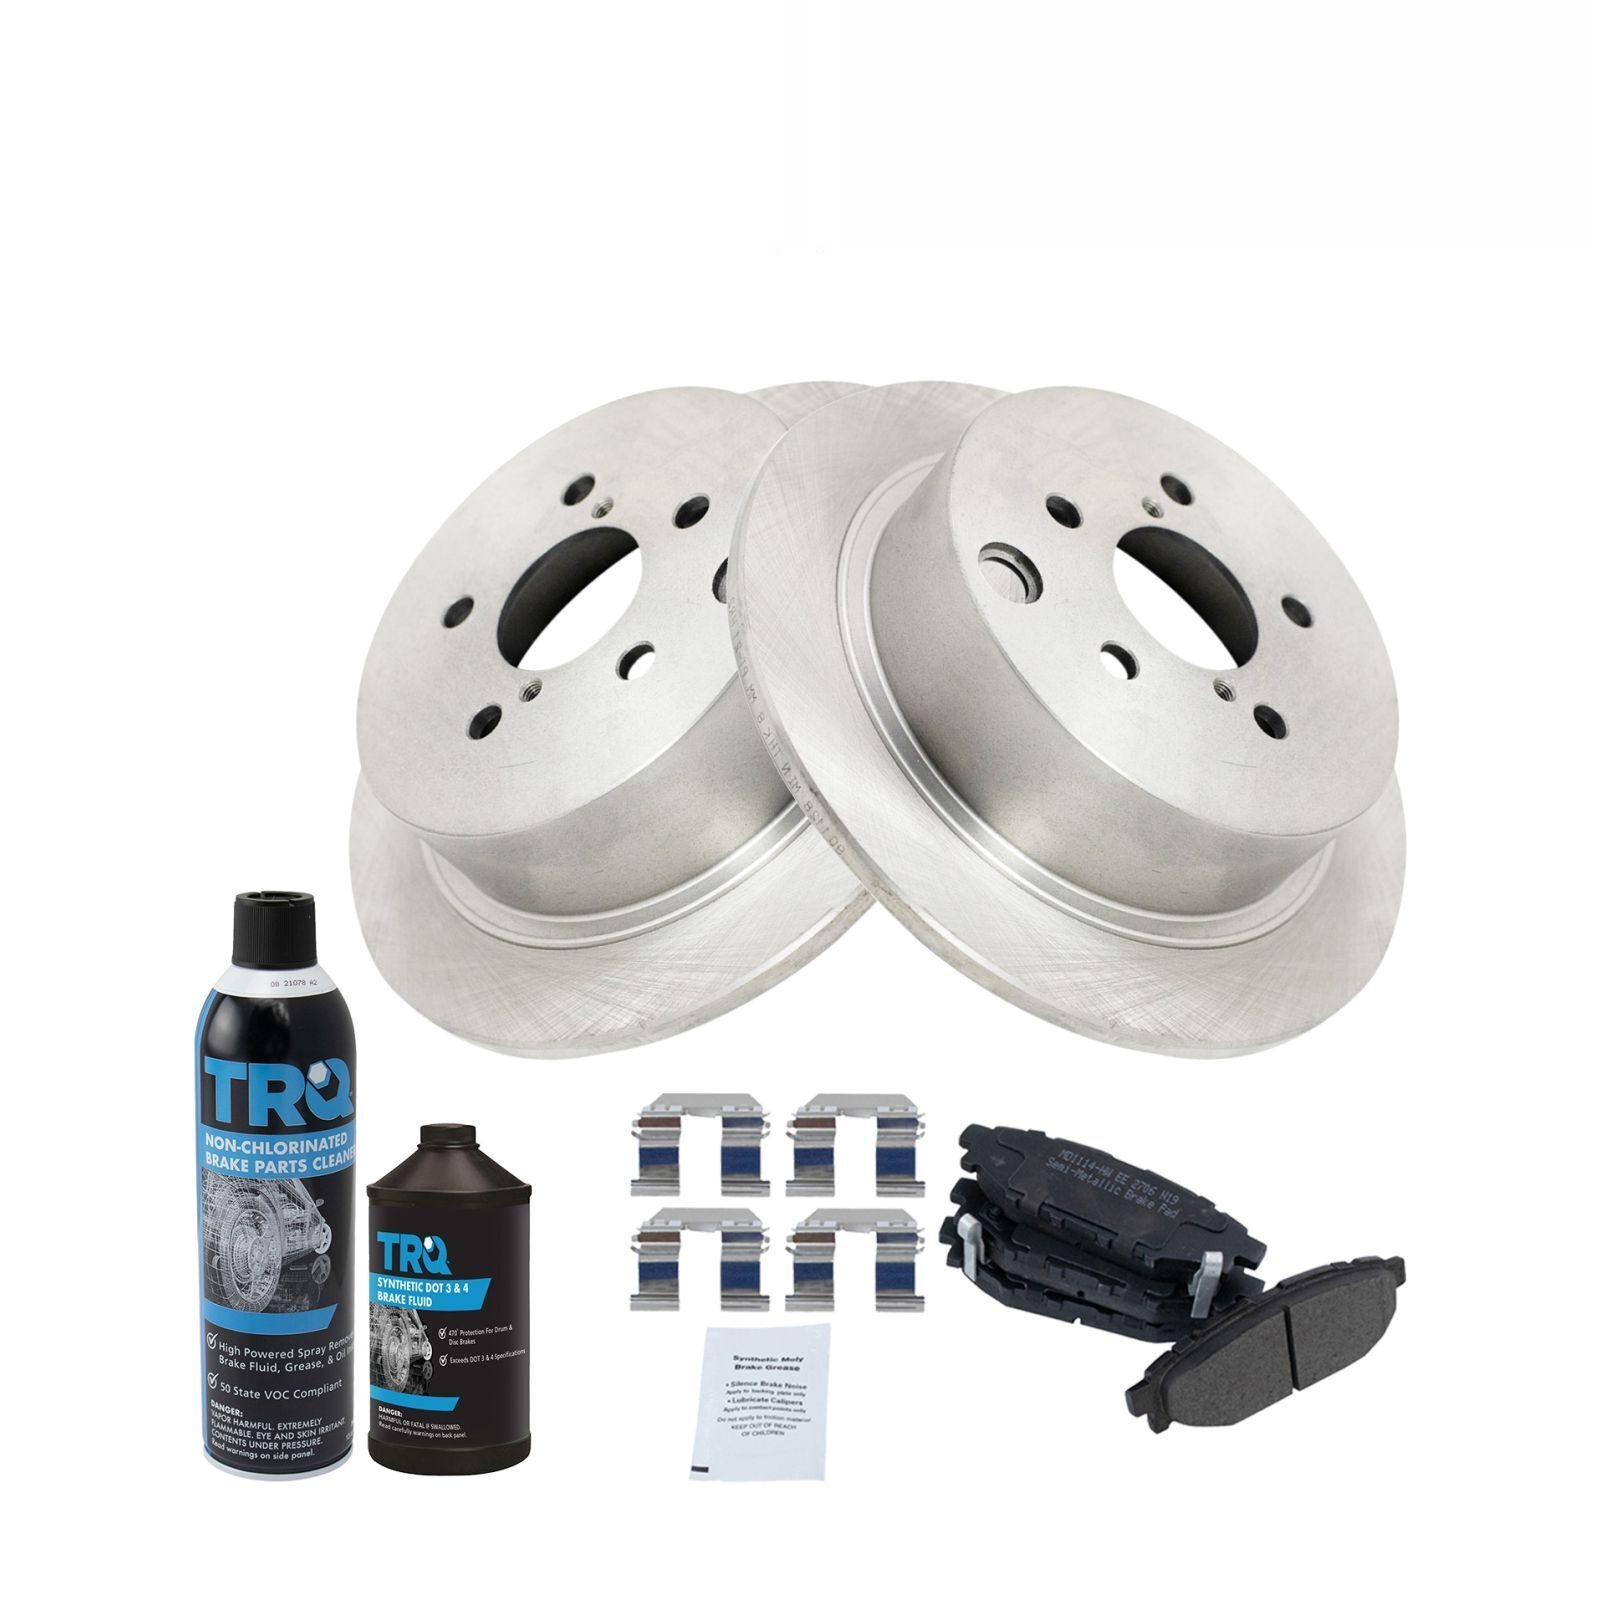 08 21078 A2
TRQ
NON-CHLORINATED
BRAKE PARTS CLEANE
High Powered Spray Remove
Brake Fluid, Grease, & Oil
50 State VOC Compliant
DANGER:
VAPOR HARMFUL. EXTREMELY
FLAMMABLE. EYE AND SKIN IRRITANT.
CONTENTS UNDER PRESSURE.
Read warnings on side panel.
TRQ
SYNTHETIC DOT 3 & 4
BRAKE FLUID
470° Protection For Drum &
Disc Brakes
Exceeds DOT 3 & 4 Specifications
DANGER:
HARMFUL OR FATAL IF SWALLOWED.
Read carefully warnings on back panel.
MIN THK 8
Synthetic Moly
Brake Grease
• Silence Brake Noise
Apply to backing plate only
• Lubricate Calipers
Apply to contact points only
Do not apply to friction material
KEEP OUT OF REACH
OF CHILDREN
MD1114-HW EE 2706 N19
Semi-Metallic Brake Pad